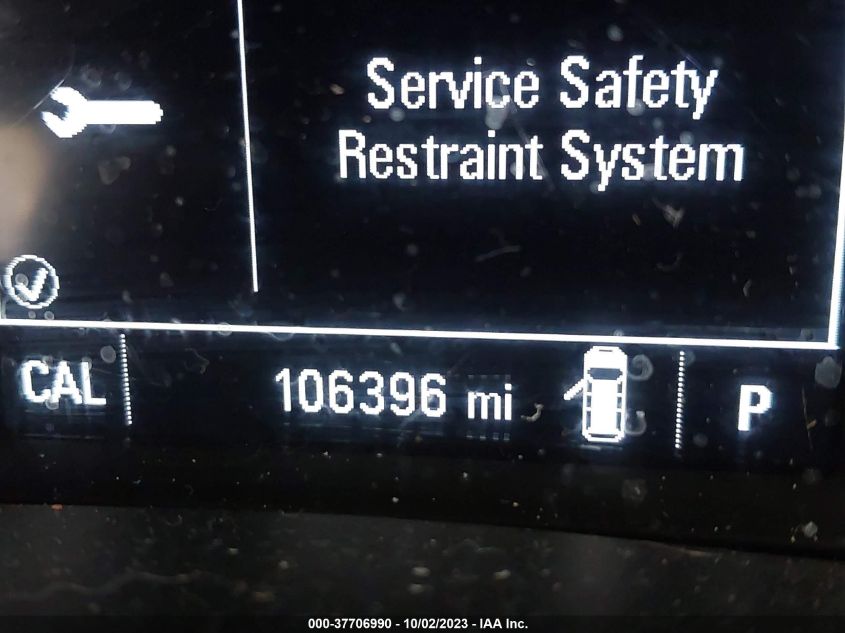 Service Safety
Restraint System
CAL 106396 mi P
000-37706990 - 10/02/2023 - IAA Inc.